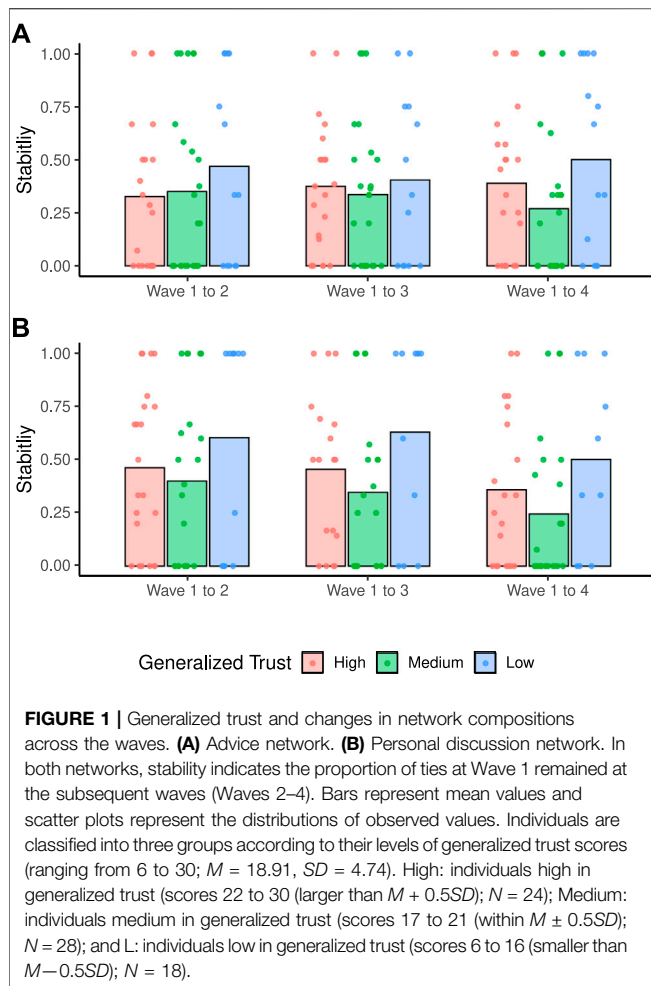 A
1.00
0.75
0.50
0.25
0.00
Stabitliy
Wave 1 to 2 Wave 1 to 3 Wave 1 to 4
B
1.00
0.75
0.50
0.25
0.00
Stabitliy
Wave 1 to 2 Wave 1 to 3 Wave 1 to 4
Generalized Trust High Medium Low
FIGURE 1 | Generalized trust and changes in network compositions
across the waves. (A) Advice network. (B) Personal discussion network. In
both networks, stability indicates the proportion of ties at Wave 1 remained at
the subsequent waves (Waves 2–4). Bars represent mean values and
scatter plots represent the distributions of observed values. Individuals are
classified into three groups according to their levels of generalized trust scores
(ranging from 6 to 30; M = 18.91, SD = 4.74). High: individuals high in
generalized trust (scores 22 to 30 (larger than M + 0.5SD); N = 24); Medium:
individuals medium in generalized trust (scores 17 to 21 (within M ± 0.5SD);
N = 28); and L: individuals low in generalized trust (scores 6 to 16 (smaller than
M—0.5SD); N = 18).